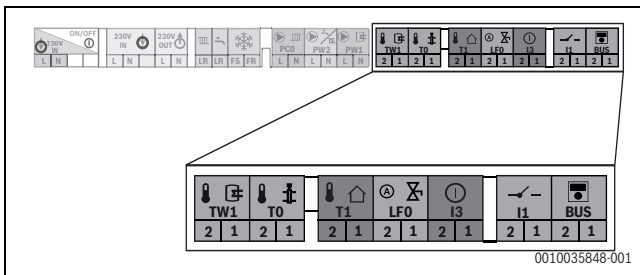 ON/OFF
230V IN
230V IN
230V OUT
PC0 PW2 PW1
TW1 T0 T1 LF0 I3 I1 BUS
L N L N L N LR LR FS FR L N L N L N 2 1 2 1 2 1 2 1 2 1 2 1 2 1
A
TW1 T0 T1 LF0 I3 I1 BUS
2 1 2 1 2 1 2 1 2 1 2 1 2 1
0010035848-001